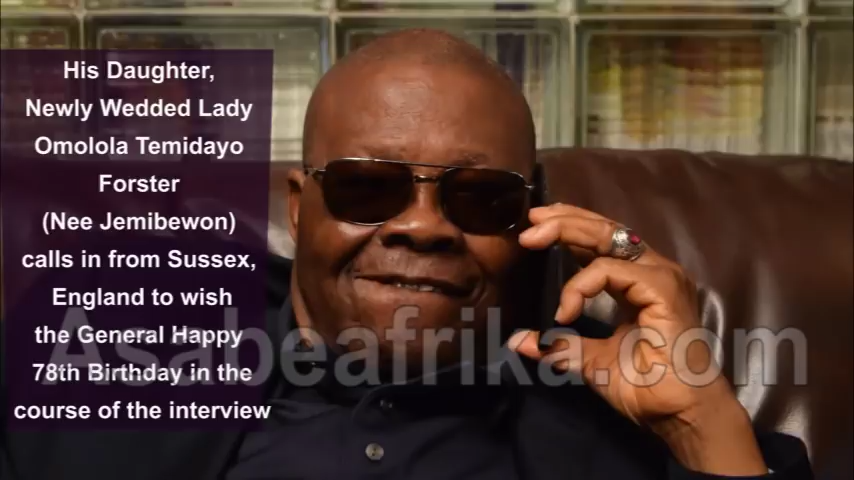 His Daughter,
Newly Wedded Lady
Omolola Temidayo
Forster
(Nee Jemibewon)
calls in from Sussex,
England to wish
the General Happy
78th Birthday in the
course of the interview
Asabeafrika.com